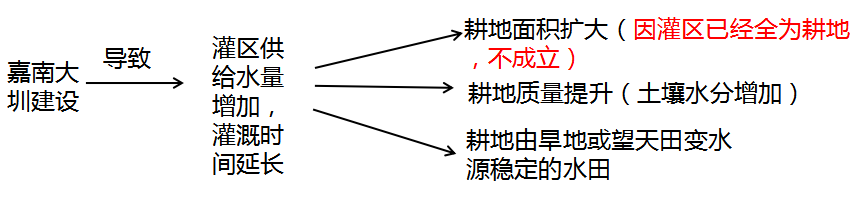 嘉南大
圳建设
导致
灌区供
给水量
增加，
灌溉时
间延长
耕地面积扩大（因灌区已经全为耕地
，不成立）
耕地质量提升（土壤水分增加）
耕地由旱地或望天田变水
源稳定的水田